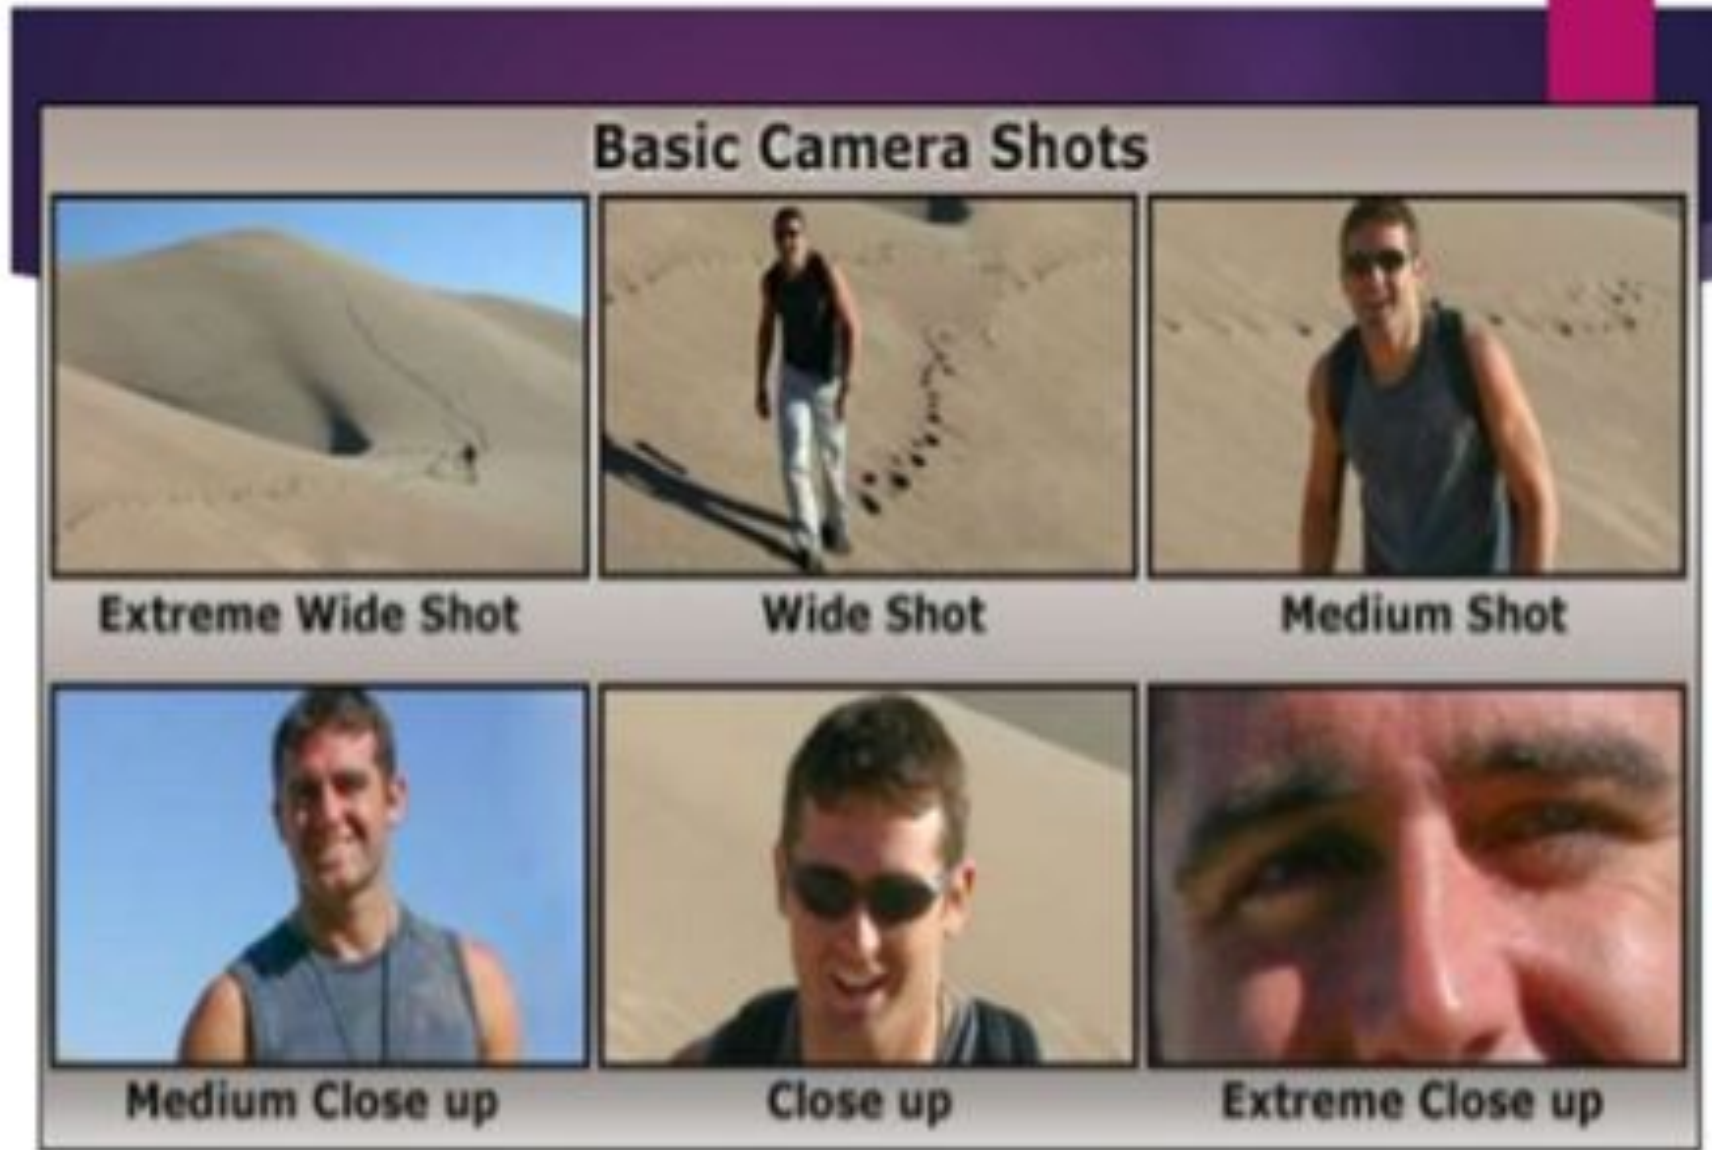 Basic Camera Shots
Extreme Wide Shot
Wide Shot
Medium Shot
Medium Close up
Close up
Extreme Close up